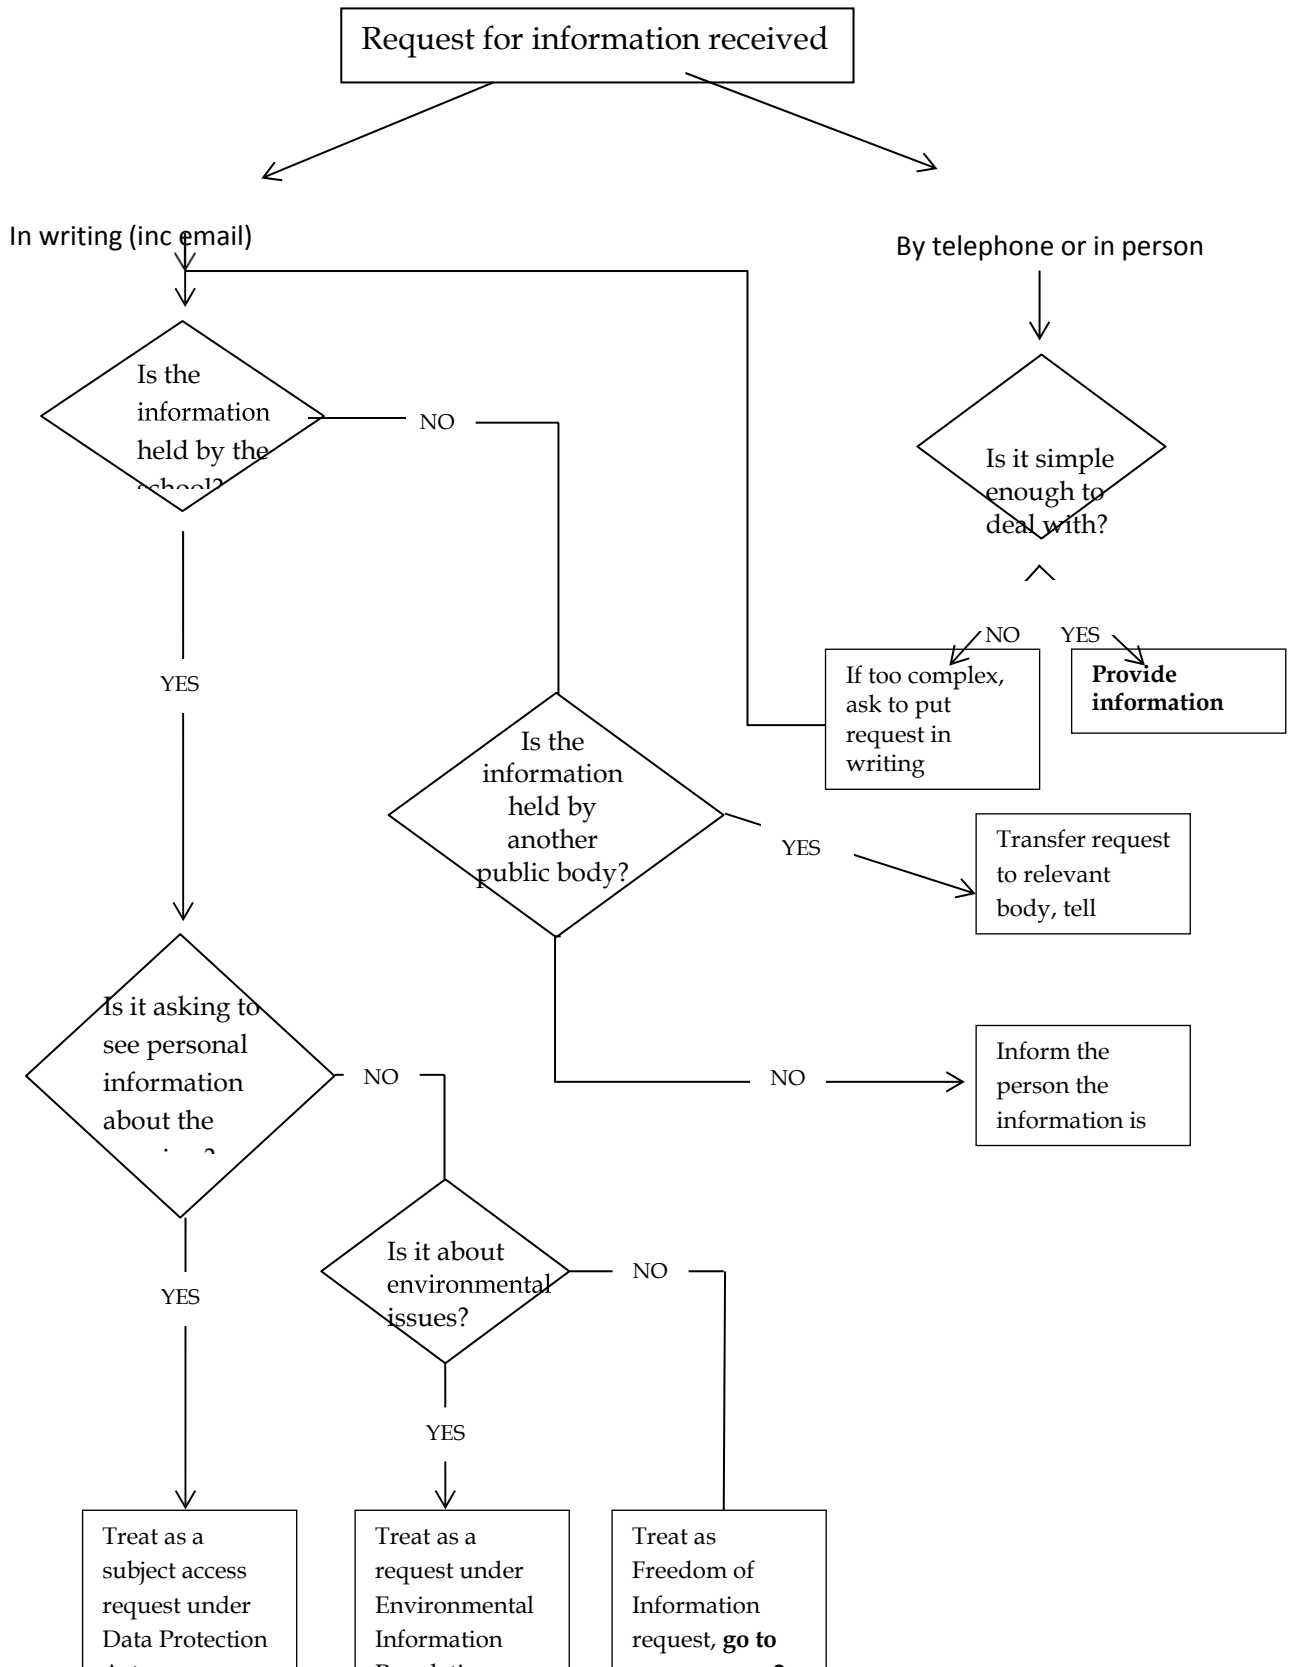 Request for information received
In writing (inc email)
By telephone or in person
Is the
information
held by the
school?
NO
Is it simple
enough to
deal with?
NO
YES
If too complex,
ask to put
request in
writing
Provide
information
YES
Is the
information
held by
another
public body?
YES
Transfer request
to relevant
body, tell
Is it asking to
see personal
information
about the
NO
NO
Inform the
person the
information is
Is it about
environmental
issues?
NO
YES
YES
Treat as a
subject access
request under
Data Protection
Treat as a
request under
Environmental
Information
Treat as
Freedom of
Information
request, go to